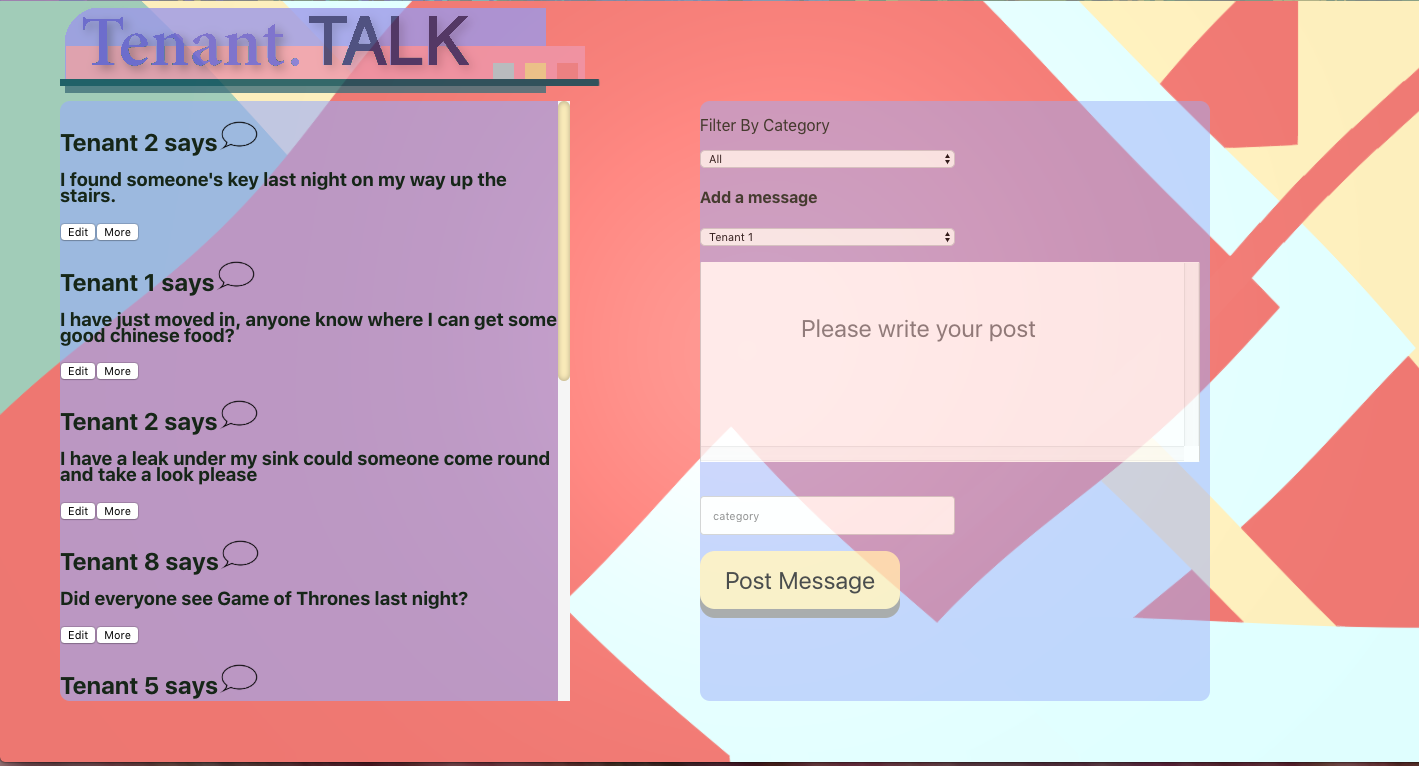 Tenant. TALK
Tenant 2 says
I found someone's key last night on my way up the
stairs.
Edit More
Tenant 1 says
I have just moved in, anyone know where I can get some
good chinese food?
Edit More
Tenant 2 says
I have a leak under my sink could someone come round
and take a look please
Edit More
Tenant 8 says
Did everyone see Game of Thrones last night?
Edit More
Tenant 5 says
Filter By Category
All
Add a message
Tenant 1
Please write your post
category
Post Message